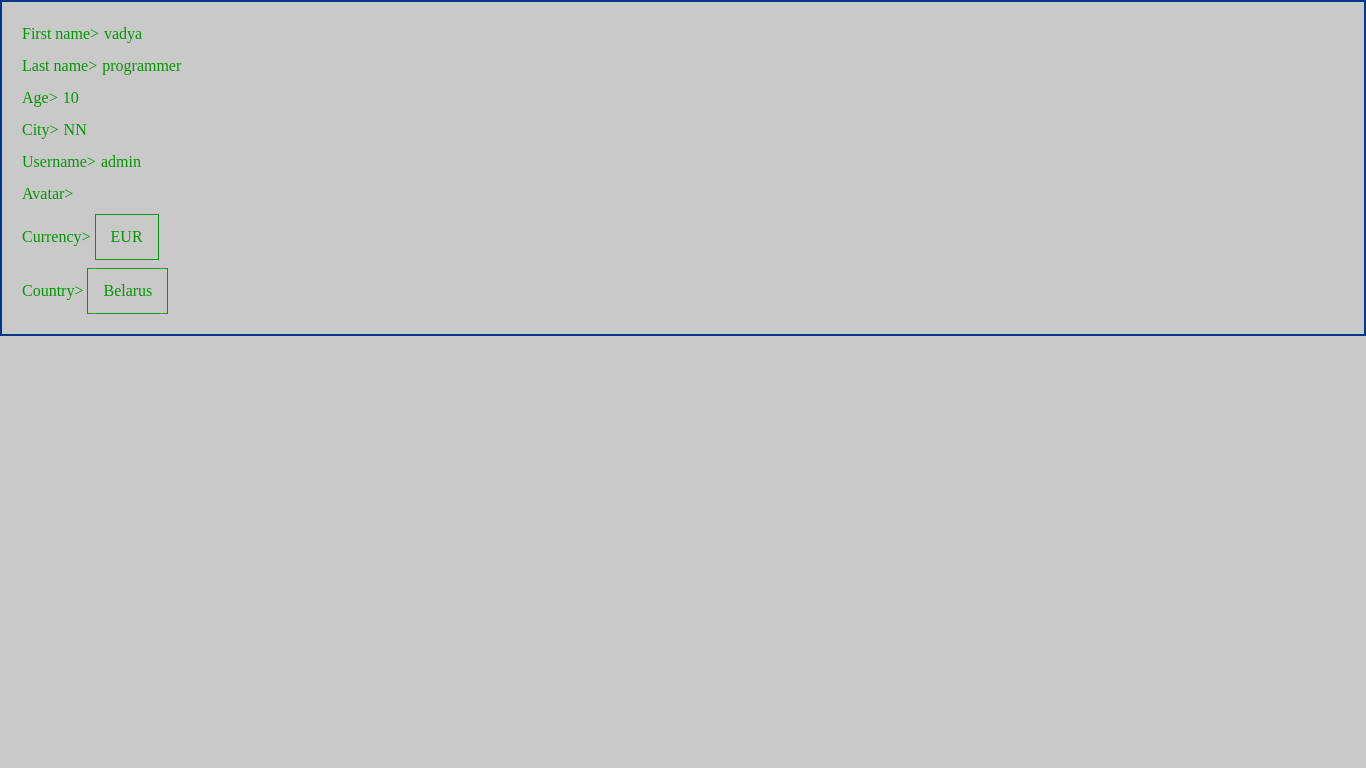 First name> vadya
Last name> programmer
Age> 10
City> NN
Username> admin
Avatar>
Currency> EUR
Country> Belarus